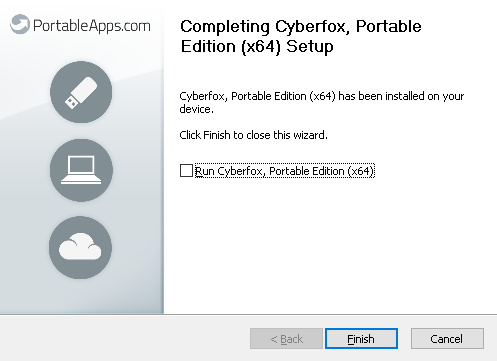 PortableApps.com
Completing Cyberfox, Portable
Edition (x64) Setup
Cyberfox, Portable Edition (x64) has been installed on your
device.
Click Finish to close this wizard.
Run Cyberfox, Portable Edition (x64)
< Back
Finish
Cancel